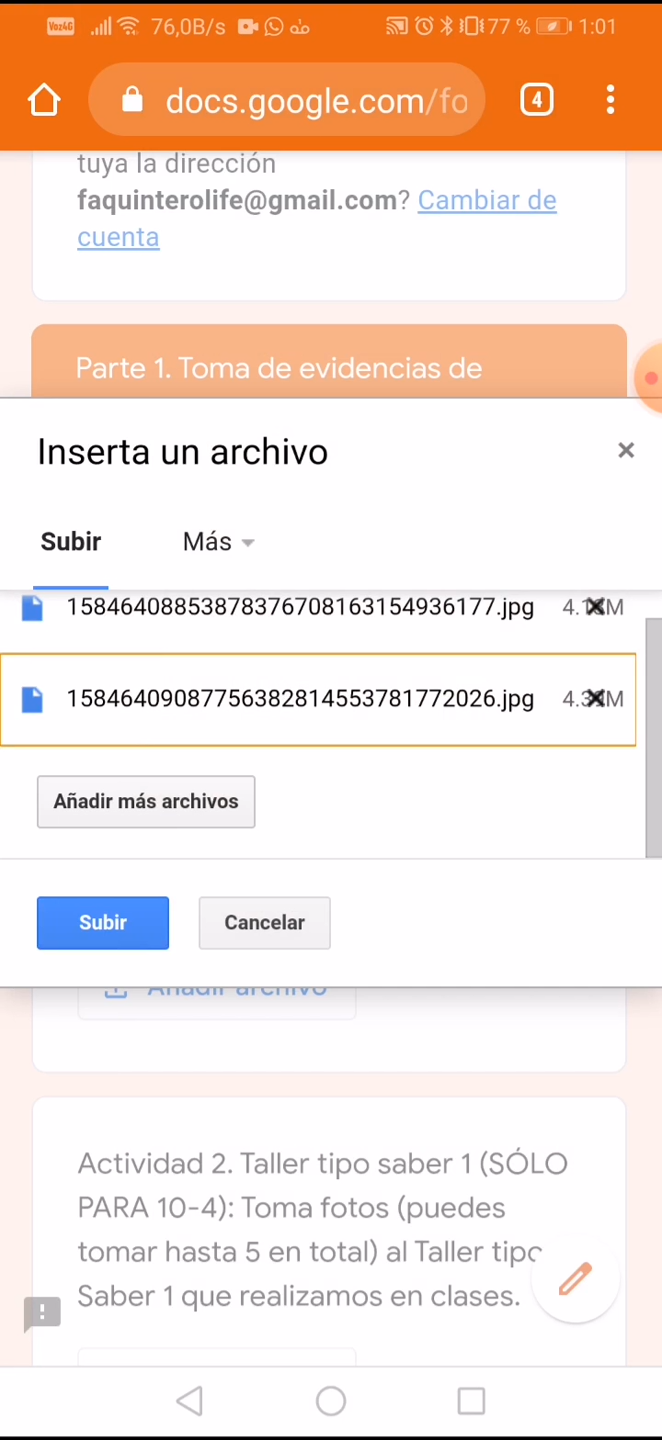 Voz4G 76,0B/s 77 % 1:01
docs.google.com/fo 4
tuya la dirección
faquinterolife@gmail.com? Cambiar de
cuenta
Parte 1. Toma de evidencias de
Inserta un archivo
Subir Más
15846408853878376708163154936177.jpg
15846409087756382814553781772026.jpg
Añadir más archivos
Subir Cancelar
Añadir archivo
Actividad 2. Taller tipo saber 1 (SÓLO
PARA 10-4): Toma fotos (puedes
tomar hasta 5 en total) al Taller tipo
Saber 1 que realizamos en clases.